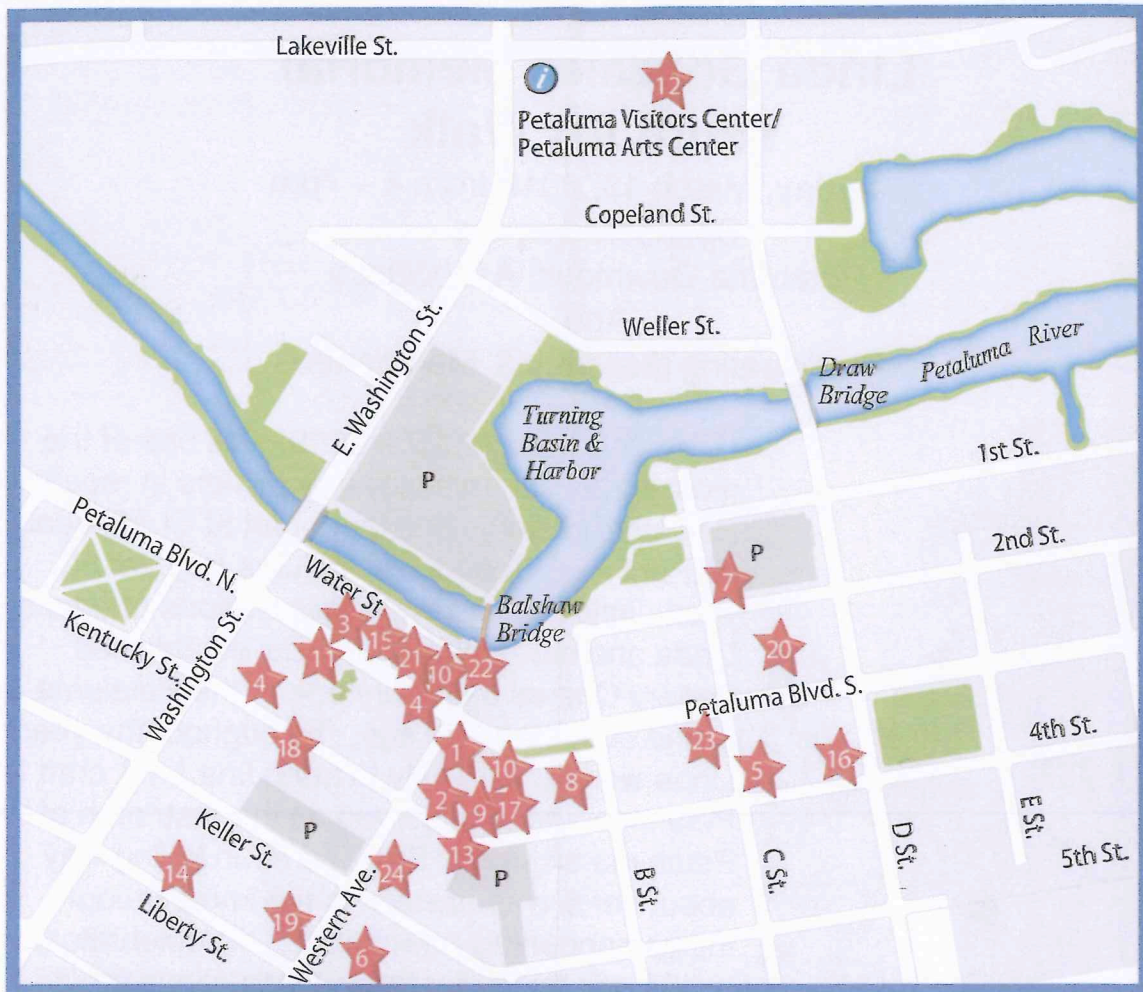 Lakeville St.
i
12
Petaluma Visitors Center/
Petaluma Arts Center
Copeland St.
Weller St.
E. Washington St.
Draw
Bridge
Petaluma River
Turning
Basin &
Harbor
1st St.
P
2nd St.
Petaluma Blvd. N.
Water St
P
7
Balshaw
Bridge
Kentucky St.
Washington St.
3
15
11
21
10
22
20
4
4
Petaluma Blvd. S.
18
1
23
4th St.
10
8
5
16
2
9
17
E St.
Keller St.
P
13
C St.
D St.
5th St.
14
24
P
B St.
Liberty St.
19
Western Ave.
6